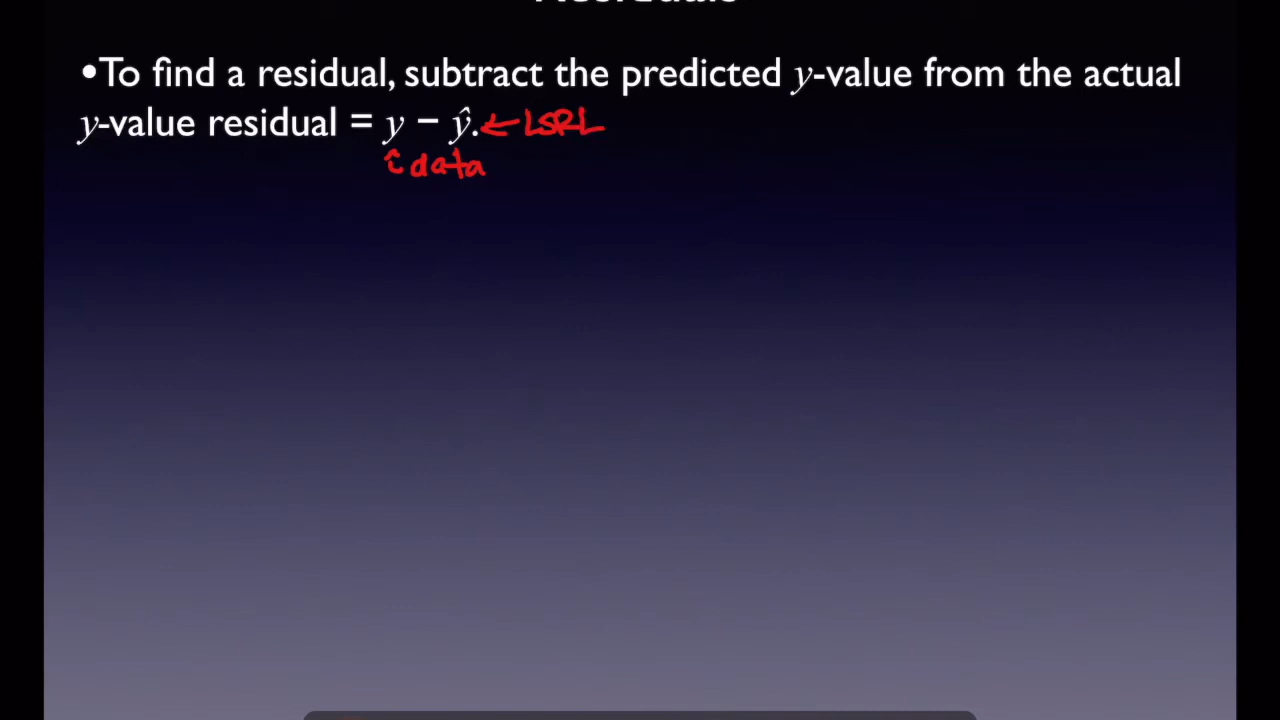 •To find a residual, subtract the predicted y-value from the actual
y-value residual = y − ŷ. ← LSRL
↑ data